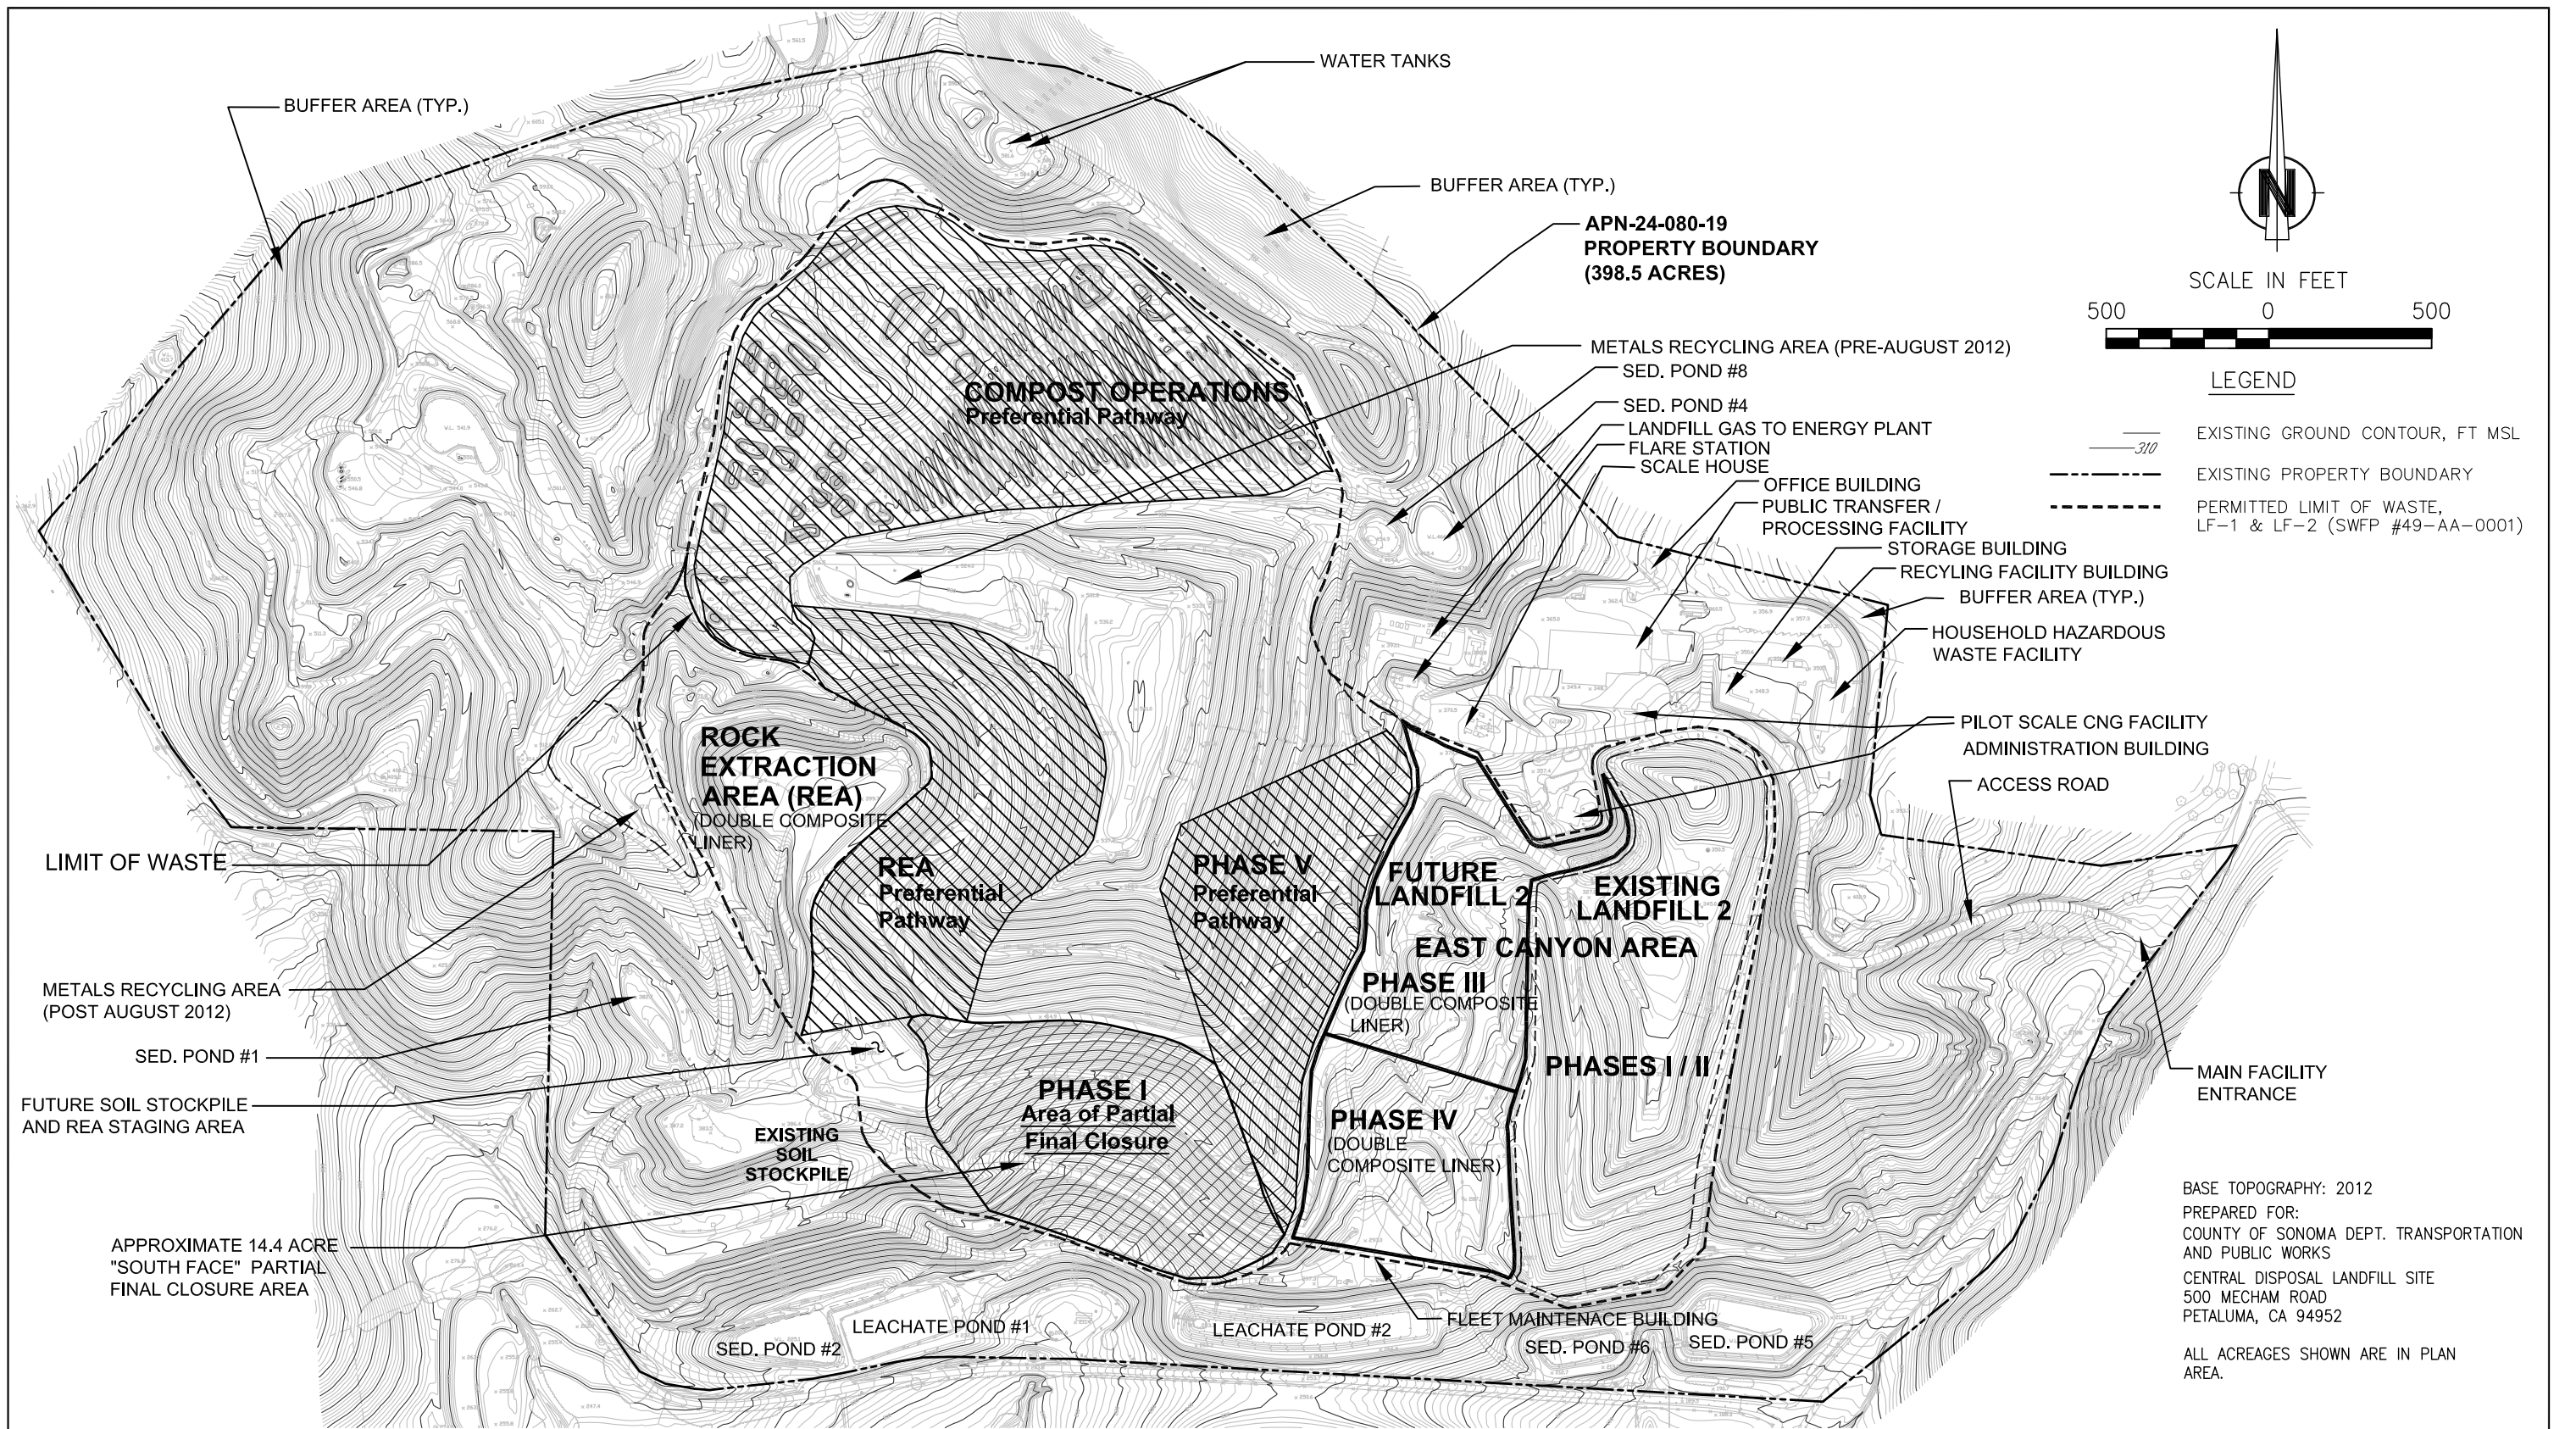 WATER TANKS
BUFFER AREA (TYP.)
BUFFER AREA (TYP.)
APN-24-080-19
PROPERTY BOUNDARY
(398.5 ACRES)
N
SCALE IN FEET
500 0 500
LEGEND
EXISTING GROUND CONTOUR, FT MSL
310
EXISTING PROPERTY BOUNDARY
PERMITTED LIMIT OF WASTE,
LF-1 & LF-2 (SWFP #49-AA-0001)
METALS RECYCLING AREA (PRE-AUGUST 2012)
SED. POND #8
SED. POND #4
LANDFILL GAS TO ENERGY PLANT
FLARE STATION
SCALE HOUSE
OFFICE BUILDING
PUBLIC TRANSFER /
PROCESSING FACILITY
STORAGE BUILDING
RECYLING FACILITY BUILDING
BUFFER AREA (TYP.)
HOUSEHOLD HAZARDOUS
WASTE FACILITY
PILOT SCALE CNG FACILITY
ADMINISTRATION BUILDING
ACCESS ROAD
MAIN FACILITY
ENTRANCE
COMPOST OPERATIONS
Preferential Pathway
ROCK
EXTRACTION
AREA (REA)
(DOUBLE COMPOSITE
LINER)
REA
Preferential
Pathway
PHASE V
Preferential
Pathway
FUTURE
LANDFILL 2
EXISTING
LANDFILL 2
EAST CANYON AREA
PHASE III
(DOUBLE COMPOSITE
LINER)
PHASES I / II
PHASE I
Area of Partial
Final Closure
PHASE IV
(DOUBLE
COMPOSITE LINER)
EXISTING
SOIL
STOCKPILE
LIMIT OF WASTE
METALS RECYCLING AREA
(POST AUGUST 2012)
SED. POND #1
FUTURE SOIL STOCKPILE
AND REA STAGING AREA
APPROXIMATE 14.4 ACRE
"SOUTH FACE" PARTIAL
FINAL CLOSURE AREA
SED. POND #2
LEACHATE POND #1
LEACHATE POND #2
FLEET MAINTENACE BUILDING
SED. POND #6
SED. POND #5
BASE TOPOGRAPHY: 2012
PREPARED FOR:
COUNTY OF SONOMA DEPT. TRANSPORTATION
AND PUBLIC WORKS
CENTRAL DISPOSAL LANDFILL SITE
500 MECHAM ROAD
PETALUMA, CA 94952
ALL ACREAGES SHOWN ARE IN PLAN
AREA.